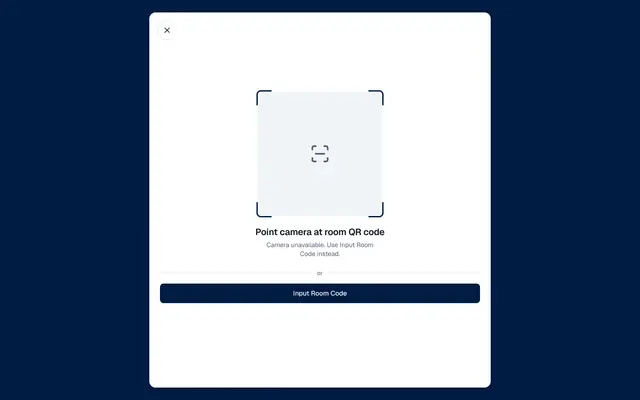 Point camera at room QR code
Camera unavailable. Use Input Room
Code instead.
or
Input Room Code